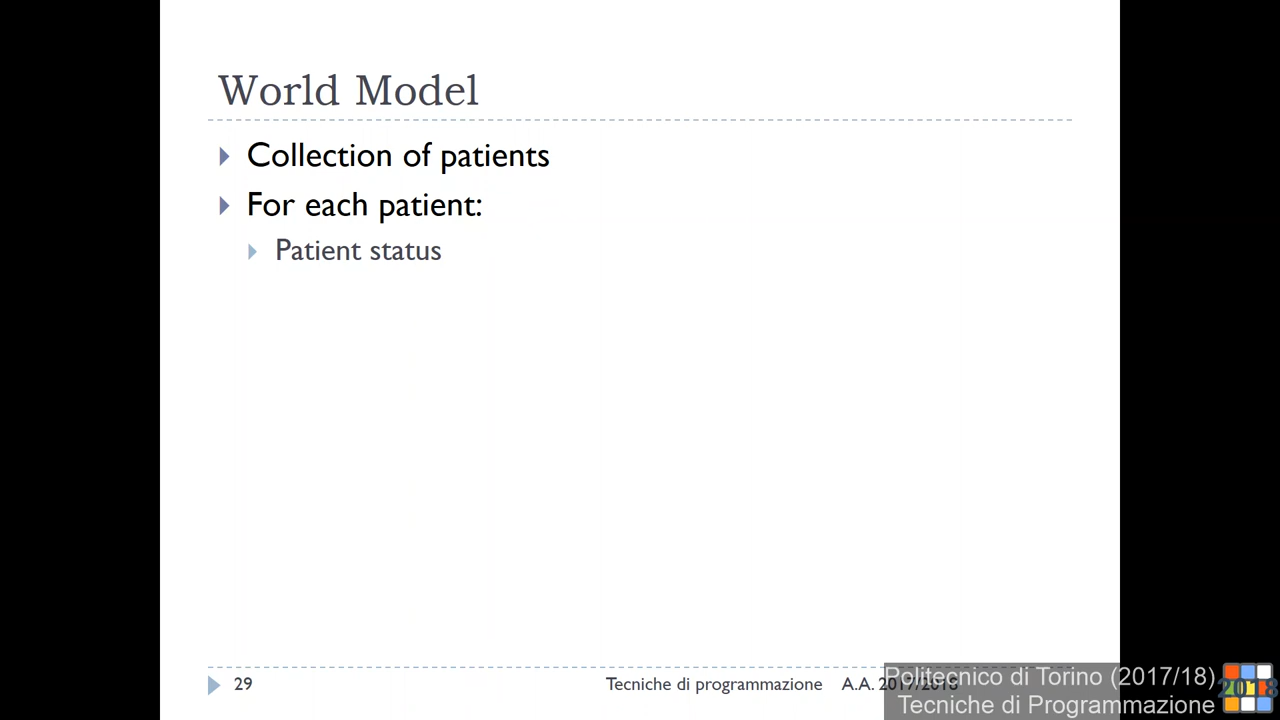 World Model
Collection of patients
For each patient:
Patient status
29
Tecniche di programmazione A.A. 2017/2018
Politecnico di Torino (2017/18)
Tecniche di Programmazione
2018